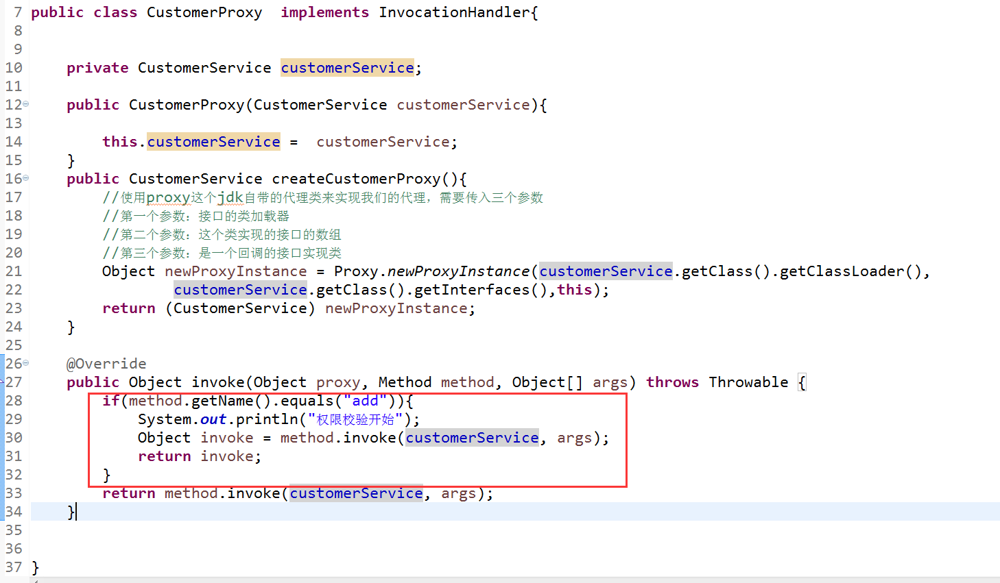 7 public class CustomerProxy  implements InvocationHandler{
8
9
10     private CustomerService customerService;
11
12     public CustomerProxy(CustomerService customerService){
13
14         this.customerService =  customerService;
15     }
16     public CustomerService createCustomerProxy(){
17         //使用proxy这个jdk自带的代理类来实现我们的代理，需要传入三个参数
18         //第一个参数：接口的类加载器
19         //第二个参数：这个类实现的接口的数组
20         //第三个参数：是一个回调的接口实现类
21         Object newProxyInstance = Proxy.newProxyInstance(customerService.getClass().getClassLoader(),
22                 customerService.getClass().getInterfaces(),this);
23         return (CustomerService) newProxyInstance;
24     }
25
26     @Override
27     public Object invoke(Object proxy, Method method, Object[] args) throws Throwable {
28         if(method.getName().equals("add")){
29             System.out.println("权限校验开始");
30             Object invoke = method.invoke(customerService, args);
31             return invoke;
32         }
33         return method.invoke(customerService, args);
34     }
35
36
37 }